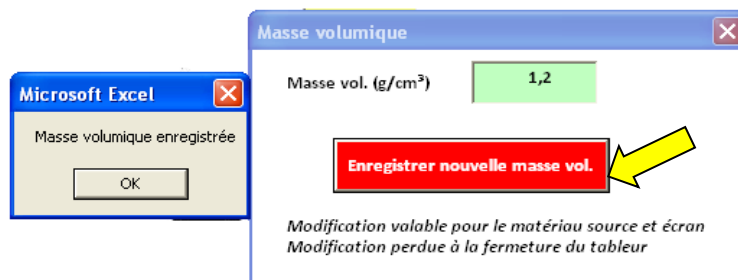 Masse volumique
Masse vol. (g/cm³)
1,2
Microsoft Excel
Masse volumique enregistrée
OK
Enregistrer nouvelle masse vol.
Modification valable pour le matériau source et écran
Modification perdue à la fermeture du tableur